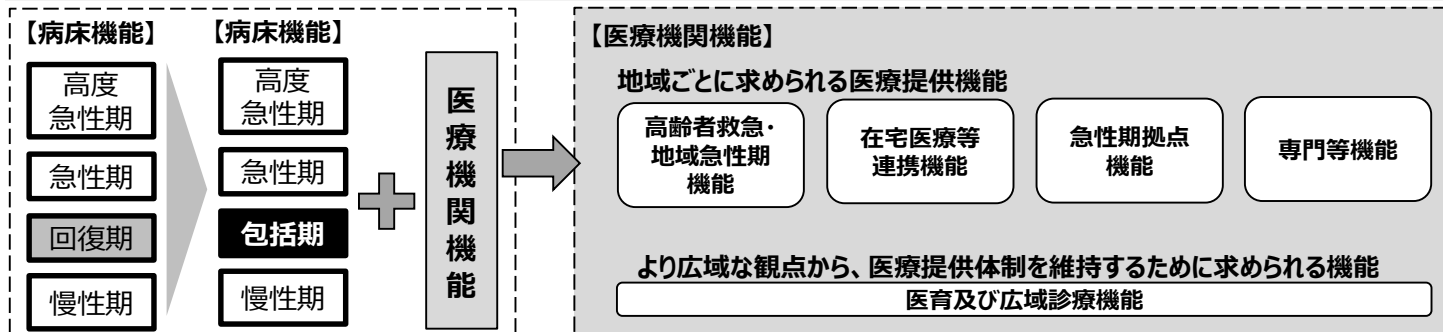 【病床機能】
高度
急性期
急性期
回復期
慢性期
【病床機能】
高度
急性期
急性期
包括期
慢性期
医療機関機能
【医療機関機能】
地域ごとに求められる医療提供機能
高齢者救急・
地域急性期
機能
在宅医療等
連携機能
急性期拠点
機能
専門等機能
より広域な観点から、医療提供体制を維持するために求められる機能
医育及び広域診療機能